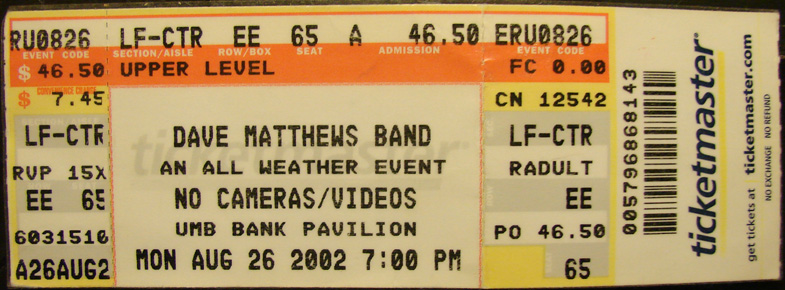 RU0826 LF-CTR EE 65 A 46.50 ERU0826
EVENT CODE SECTION/AISLE ROW/BOX SEAT ADMISSION EVENT CODE
$ 46.50 UPPER LEVEL FC 0.00
CONVENIENCE CHARGE
$ 7.45 CN 12542
LF-CTR DAVE MATTHEWS BAND LF-CTR
RVP 15X AN ALL WEATHER EVENT RADULT
EE 65 NO CAMERAS/VIDEOS EE
6031510 UMB BANK PAVILION PO 46.50
A26AUG2 MON AUG 26 2002 7:00 PM 65
ticketmaster
005796868143
ticketmaster
get tickets at ticketmaster.com
NO EXCHANGE NO REFUND